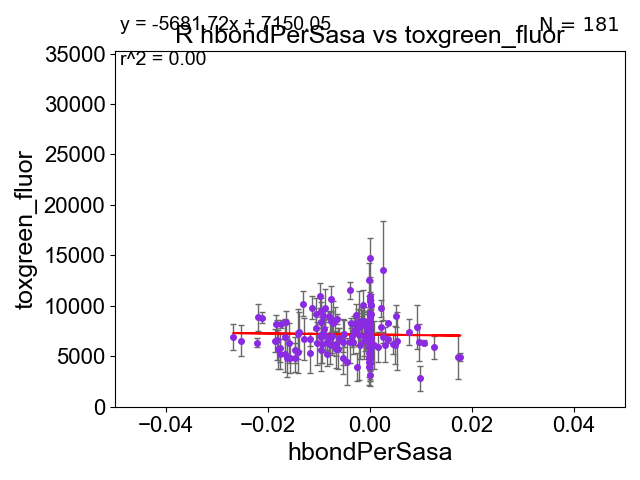 y = -5681.72x + 7150.05
N = 181
R hbondPerSasa vs toxgreen_fluor
r^2 = 0.00
toxgreen_fluor
35000
30000
25000
20000
15000
10000
5000
0
−0.04 −0.02 0.00 0.02 0.04
hbondPerSasa